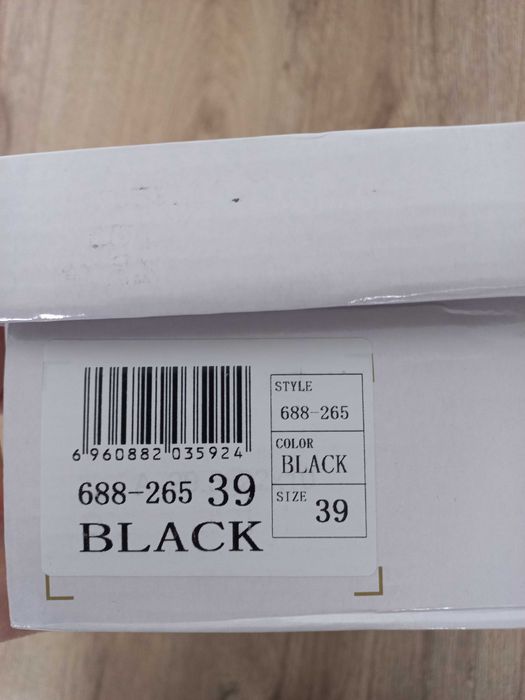 6 960882 035924
688-265 39
BLACK
STYLE
688-265
COLOR
BLACK
SIZE
39